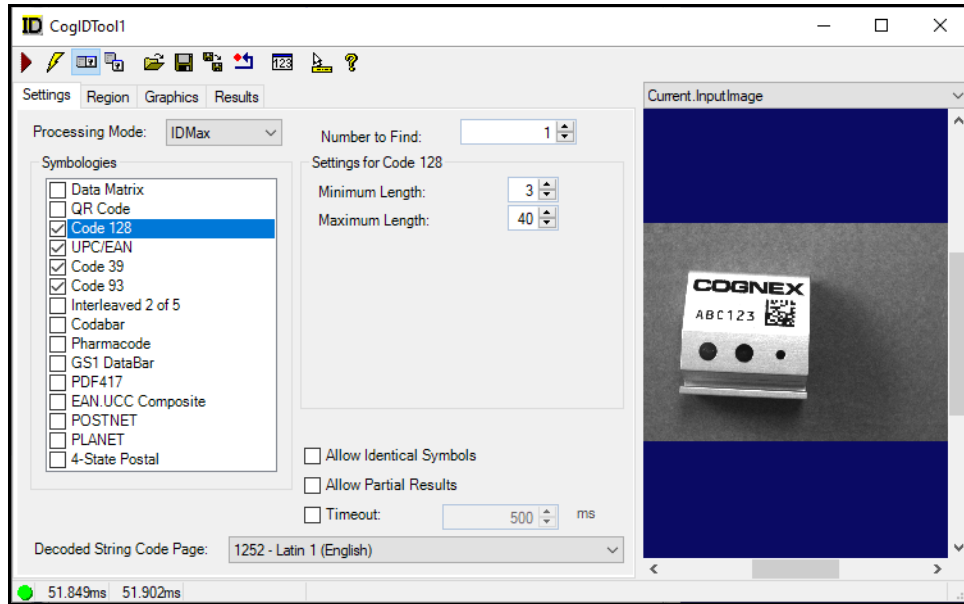 ID CogIDTool1
Settings Region Graphics Results
Processing Mode: IDMax
Number to Find: 1
Symbologies
Data Matrix
QR Code
Code 128
UPC/EAN
Code 39
Code 93
Interleaved 2 of 5
Codabar
Pharmacode
GS1 DataBar
PDF417
EAN.UCC Composite
POSTNET
PLANET
4-State Postal
Settings for Code 128
Minimum Length: 3
Maximum Length: 40
Allow Identical Symbols
Allow Partial Results
Timeout: 500 ms
Decoded String Code Page: 1252 - Latin 1 (English)
51.849ms 51.902ms
Current.InputImage
COGNEX
ABC123
123